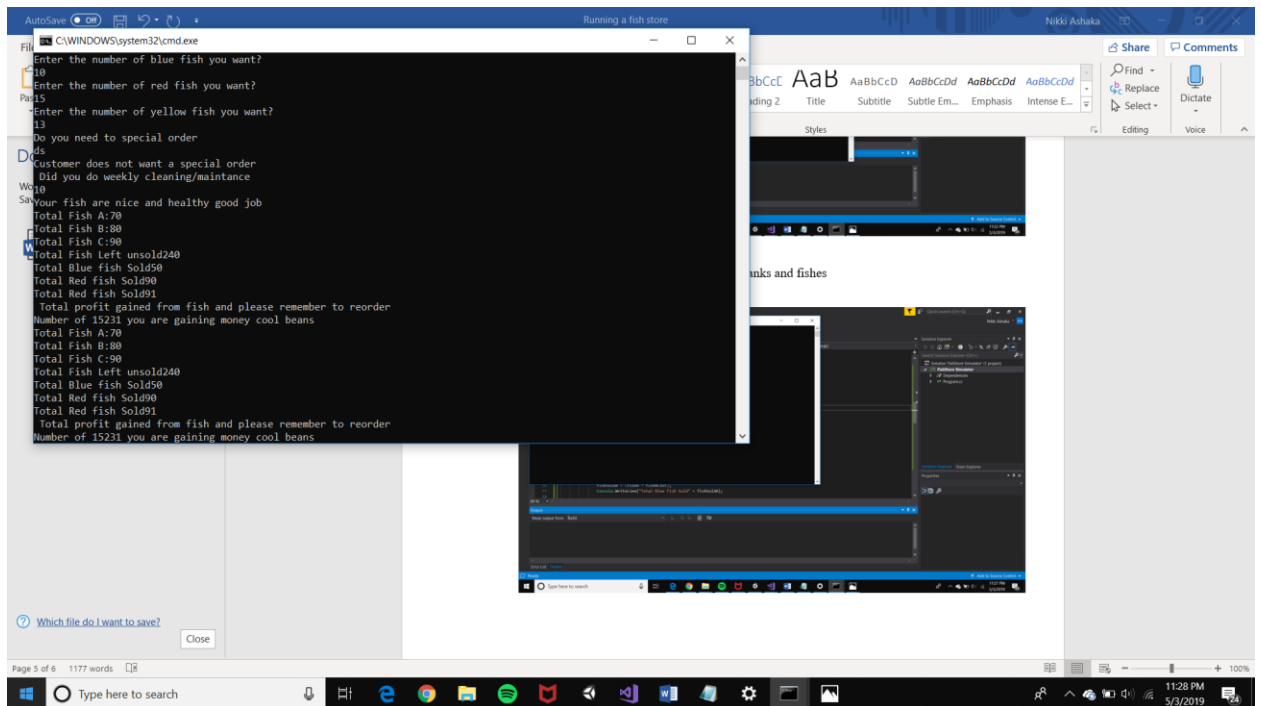 AutoSave Off
Running a fish store
Nikki Ashaka
C:\WINDOWS\system32\cmd.exe
Share
Comments
Enter the number of blue fish you want?
10
Enter the number of red fish you want?
15
Enter the number of yellow fish you want?
13
Do you need to special order
ds
Customer does not want a special order
Did you do weekly cleaning/maintance
10
Your fish are nice and healthy good job
Total Fish A:70
Total Fish B:80
Total Fish C:90
Total Fish Left unsold240
Total Blue fish Sold50
Total Red fish Sold90
Total Red fish Sold91
Total profit gained from fish and please remember to reorder
Number of 15231 you are gaining money cool beans
Total Fish A:70
Total Fish B:80
Total Fish C:90
Total Fish Left unsold240
Total Blue fish Sold50
Total Red fish Sold90
Total Red fish Sold91
Total profit gained from fish and please remember to reorder
Number of 15231 you are gaining money cool beans
AaB AaBbCcD AaBbCcDd AaBbCcDd AaBbCcDd
Title Subtitle Subtle Em... Emphasis Intense E...
Styles
Find
Replace
Select
Editing
Dictate
Voice
and fishes
Which file do I want to save?
Close
Type here to search
Page 5 of 6 1177 words
100%
Type here to search
11:28 PM
5/3/2019
24